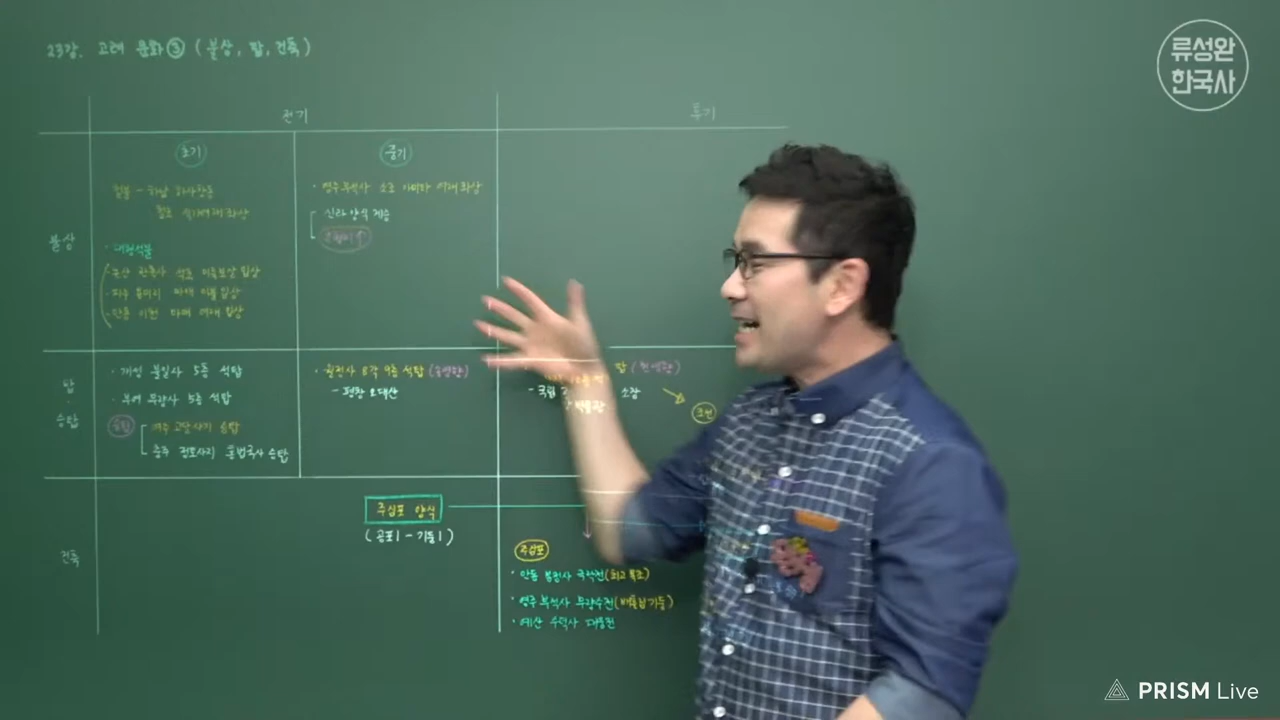 23강. 고려 문화③ (불상, 탑, 건축)
류성완
한국사
전기
후기
초기
중기
불상
철불 - 하남 하사창동
철조 석가여래 좌상
· 대형석불
· 논산 관촉사 석조 미륵보살 입상
· 파주 용미리 마애 이불 입상
· 안동 이천 마애 여래 입상
· 영주 부석사 소조 아미타 여래 좌상
신라 양식 계승
탑
승탑
· 개성 불일사 5층 석탑
· 부여 무량사 5층 석탑
승탑
여주 고달사지 승탑
충주 정토사지 홍법국사 승탑
· 월정사 8각 9층 석탑 (송영향)
- 평창 오대산
탑 (원영향)
- 국립
박물관
소장
조선
건축
주심포 양식
(공포1 - 기둥1)
주심포
· 안동 봉정사 극락전 (최고 목조)
· 영주 부석사 무량수전 (배흘림기둥)
· 예산 수덕사 대웅전
PRISM Live